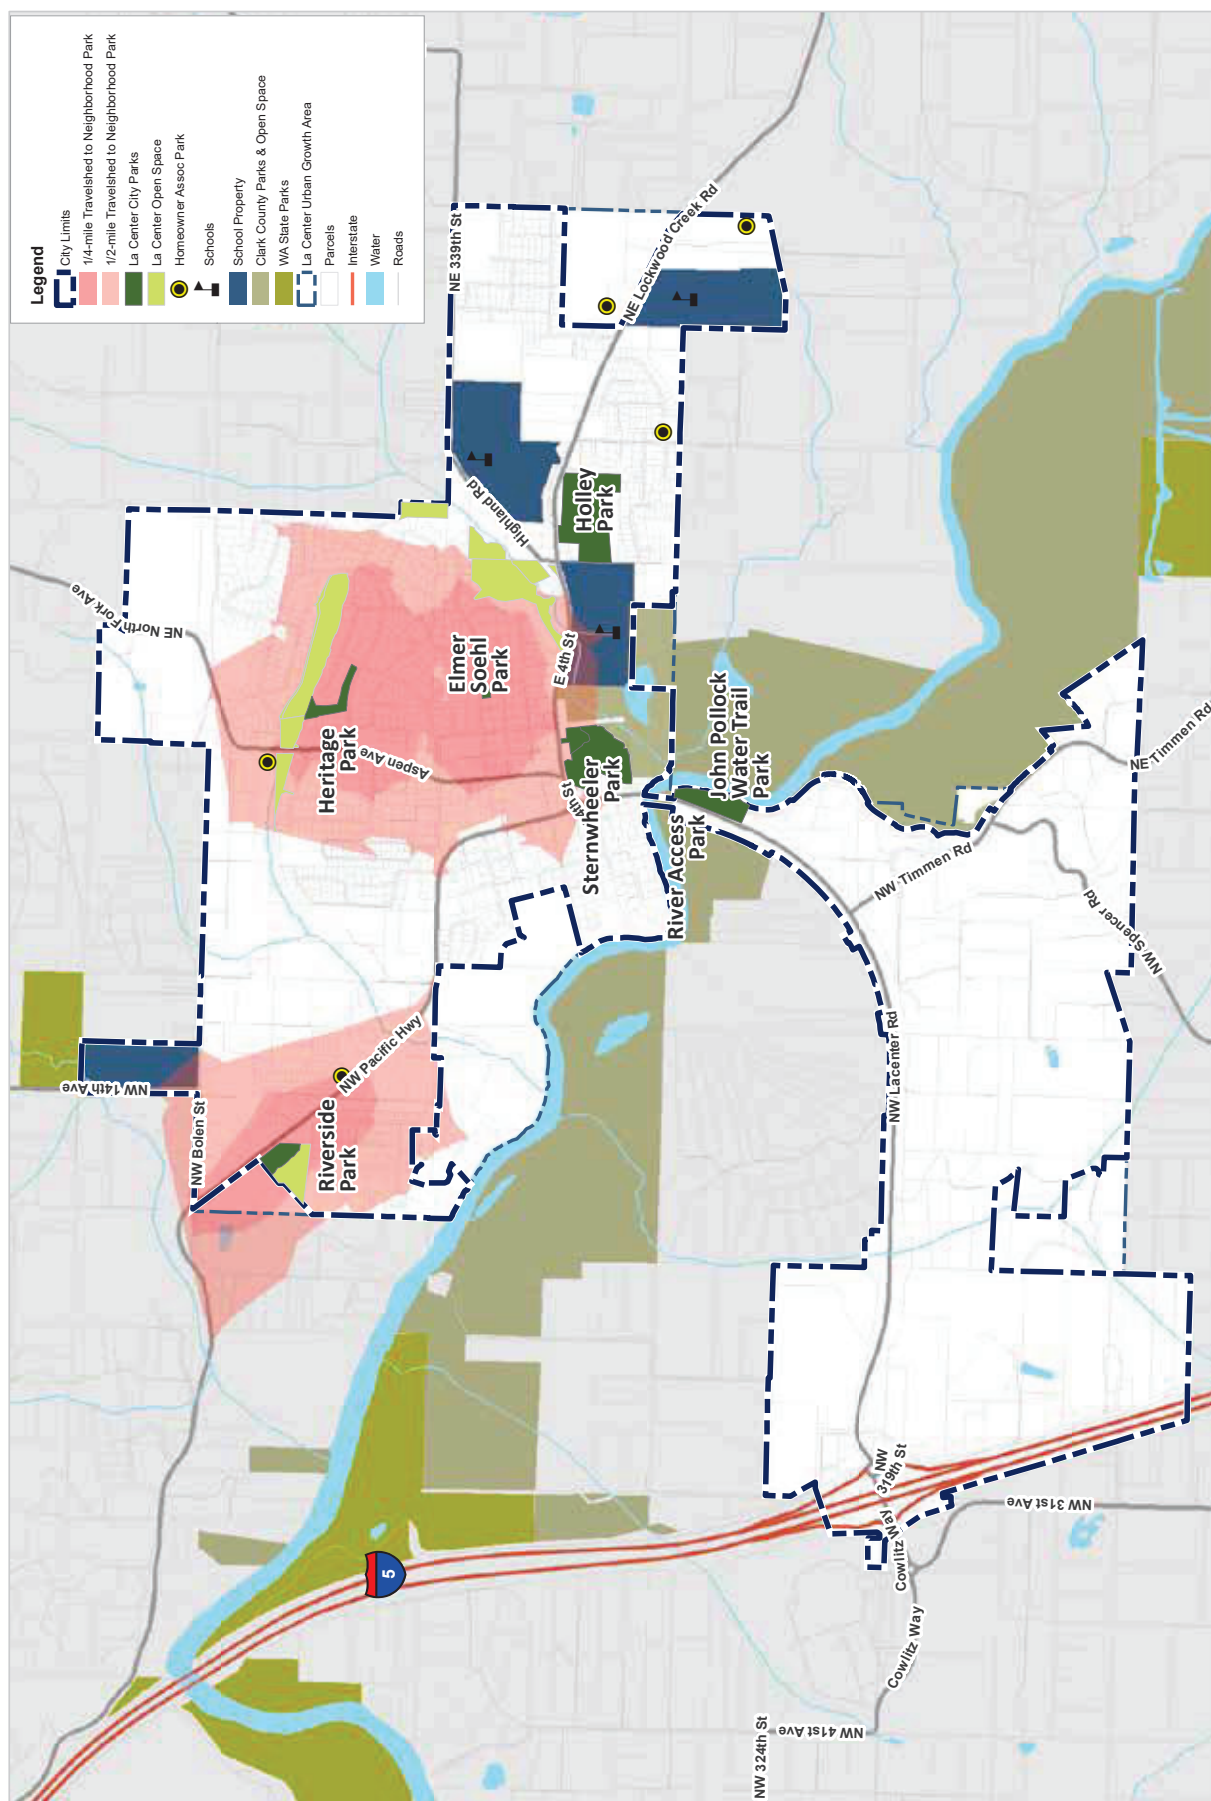 Legend
City Limits
1/4-mile Travelshed to Neighborhood Park
1/2-mile Travelshed to Neighborhood Park
La Center City Parks
La Center Open Space
Homeowner Assoc Park
Schools
School Property
Clark County Parks & Open Space
WA State Parks
La Center Urban Growth Area
Parcels
Interstate
Water
Roads
NW 14th Ave
NW Bolen St
NW Pacific Hwy
Riverside
Park
NE North Fork Ave
Heritage
Park
Aspen Ave
Elmer
Soehl
Park
E 4th St
4th St
Sternwheeler
Park
Highland Rd
Holley
Park
NE 339th St
NE Lockwood Creek Rd
John Pollock
Water Trail
Park
River Access
Park
NW Timmen Rd
NE Timmen Rd
NW Spencer Rd
NW Lacenter Rd
5
NW
319th St
Cowlitz Way
Cowlitz Way
NW 31st Ave
NW 41st Ave
NW 324th St